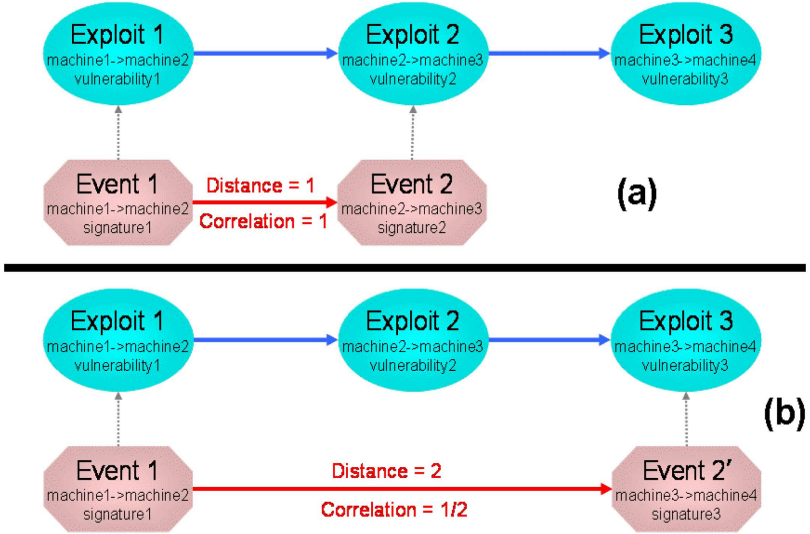 Exploit 1
machine1->machine2
vulnerability1
Exploit 2
machine2->machine3
vulnerability2
Exploit 3
machine3->machine4
vulnerability3
Event 1
machine1->machine2
signature1
Distance = 1
Correlation = 1
Event 2
machine2->machine3
signature2
(a)
Exploit 1
machine1->machine2
vulnerability1
Exploit 2
machine2->machine3
vulnerability2
Exploit 3
machine3->machine4
vulnerability3
(b)
Event 1
machine1->machine2
signature1
Distance = 2
Correlation = 1/2
Event 2′
machine3->machine4
signature3